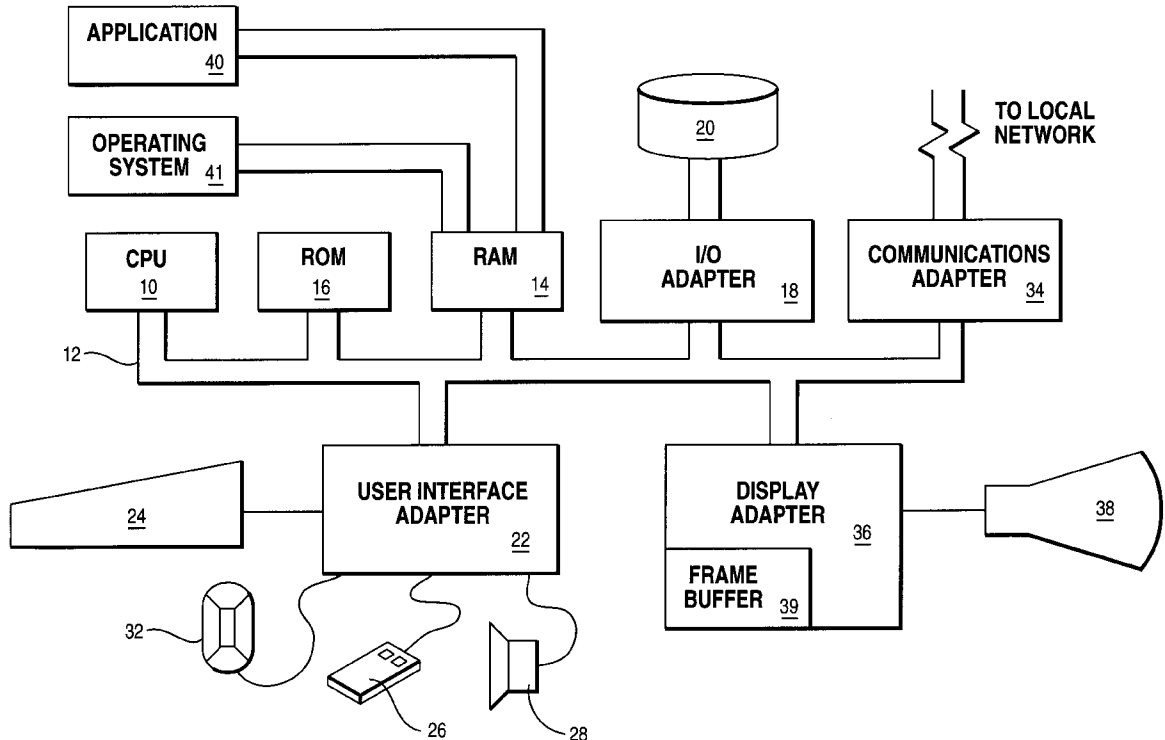 APPLICATION
40
OPERATING
SYSTEM
41
20
TO LOCAL
NETWORK
CPU
10
ROM
16
RAM
14
I/O
ADAPTER
18
COMMUNICATIONS
ADAPTER
34
12
24
USER INTERFACE
ADAPTER
22
DISPLAY
ADAPTER
36
38
FRAME
BUFFER
39
32
26
28